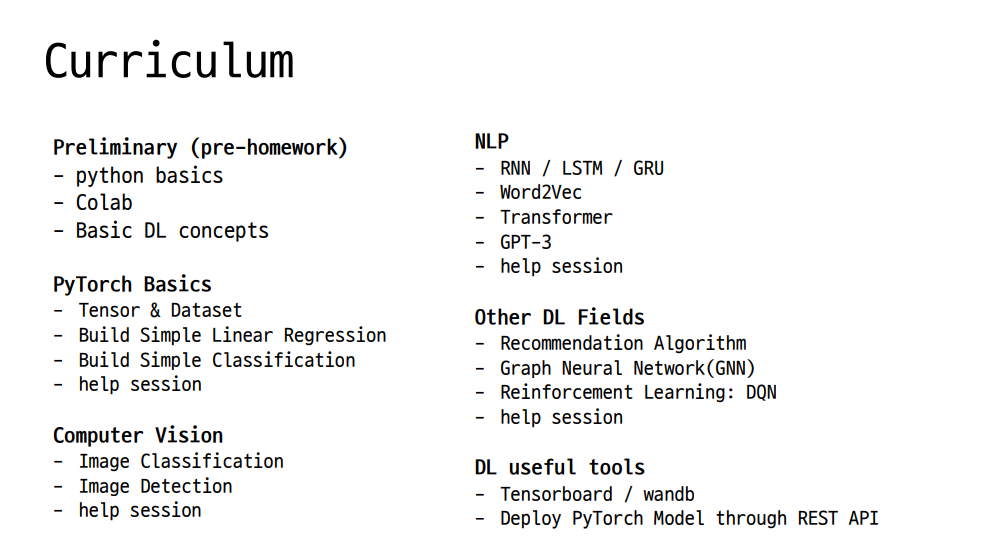 Curriculum
Preliminary (pre-homework)
- python basics
- Colab
- Basic DL concepts
PyTorch Basics
- Tensor & Dataset
- Build Simple Linear Regression
- Build Simple Classification
- help session
Computer Vision
- Image Classification
- Image Detection
- help session
NLP
- RNN / LSTM / GRU
- Word2Vec
- Transformer
- GPT-3
- help session
Other DL Fields
- Recommendation Algorithm
- Graph Neural Network(GNN)
- Reinforcement Learning: DQN
- help session
DL useful tools
- Tensorboard / wandb
- Deploy PyTorch Model through REST API